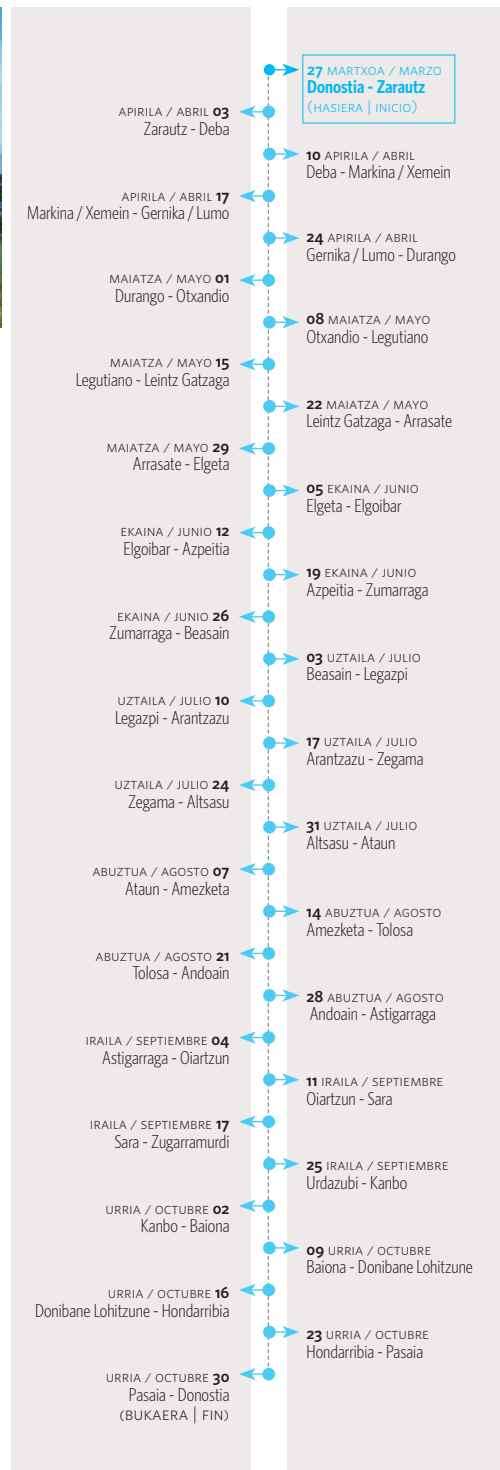 27 MARTXOA / MARZO
Donostia - Zarautz
(HASIERA | INICIO)
APIRILA / ABRIL 03
Zarautz - Deba
10 APIRILA / ABRIL
Deba - Markina / Xemein
APIRILA / ABRIL 17
Markina / Xemein - Gernika / Lumo
24 APIRILA / ABRIL
Gernika / Lumo - Durango
MAIATZA / MAYO 01
Durango - Otxandio
08 MAIATZA / MAYO
Otxandio - Legutiano
MAIATZA / MAYO 15
Legutiano - Leintz Gatzaga
22 MAIATZA / MAYO
Leintz Gatzaga - Arrasate
MAIATZA / MAYO 29
Arrasate - Elgeta
05 EKAINA / JUNIO
Elgeta - Elgoibar
EKAINA / JUNIO 12
Elgoibar - Azpeitia
19 EKAINA / JUNIO
Azpeitia - Zumarraga
EKAINA / JUNIO 26
Zumarraga - Beasain
03 UZTAILA / JULIO
Beasain - Legazpi
UZTAILA / JULIO 10
Legazpi - Arantzazu
17 UZTAILA / JULIO
Arantzazu - Zegama
UZTAILA / JULIO 24
Zegama - Altsasu
31 UZTAILA / JULIO
Altsasu - Ataun
ABUZTUA / AGOSTO 07
Ataun - Amezketa
14 ABUZTUA / AGOSTO
Amezketa - Tolosa
ABUZTUA / AGOSTO 21
Tolosa - Andoain
28 ABUZTUA / AGOSTO
Andoain - Astigarraga
IRAILA / SEPTIEMBRE 04
Astigarraga - Oiartzun
11 IRAILA / SEPTIEMBRE
Oiartzun - Sara
IRAILA / SEPTIEMBRE 17
Sara - Zugarramurdi
25 IRAILA / SEPTIEMBRE
Urdazubi - Kanbo
URRIA / OCTUBRE 02
Kanbo - Baiona
09 URRIA / OCTUBRE
Baiona - Donibane Lohitzune
URRIA / OCTUBRE 16
Donibane Lohitzune - Hondarribia
23 URRIA / OCTUBRE
Hondarribia - Pasaia
URRIA / OCTUBRE 30
Pasaia - Donostia
(BUKAERA | FIN)